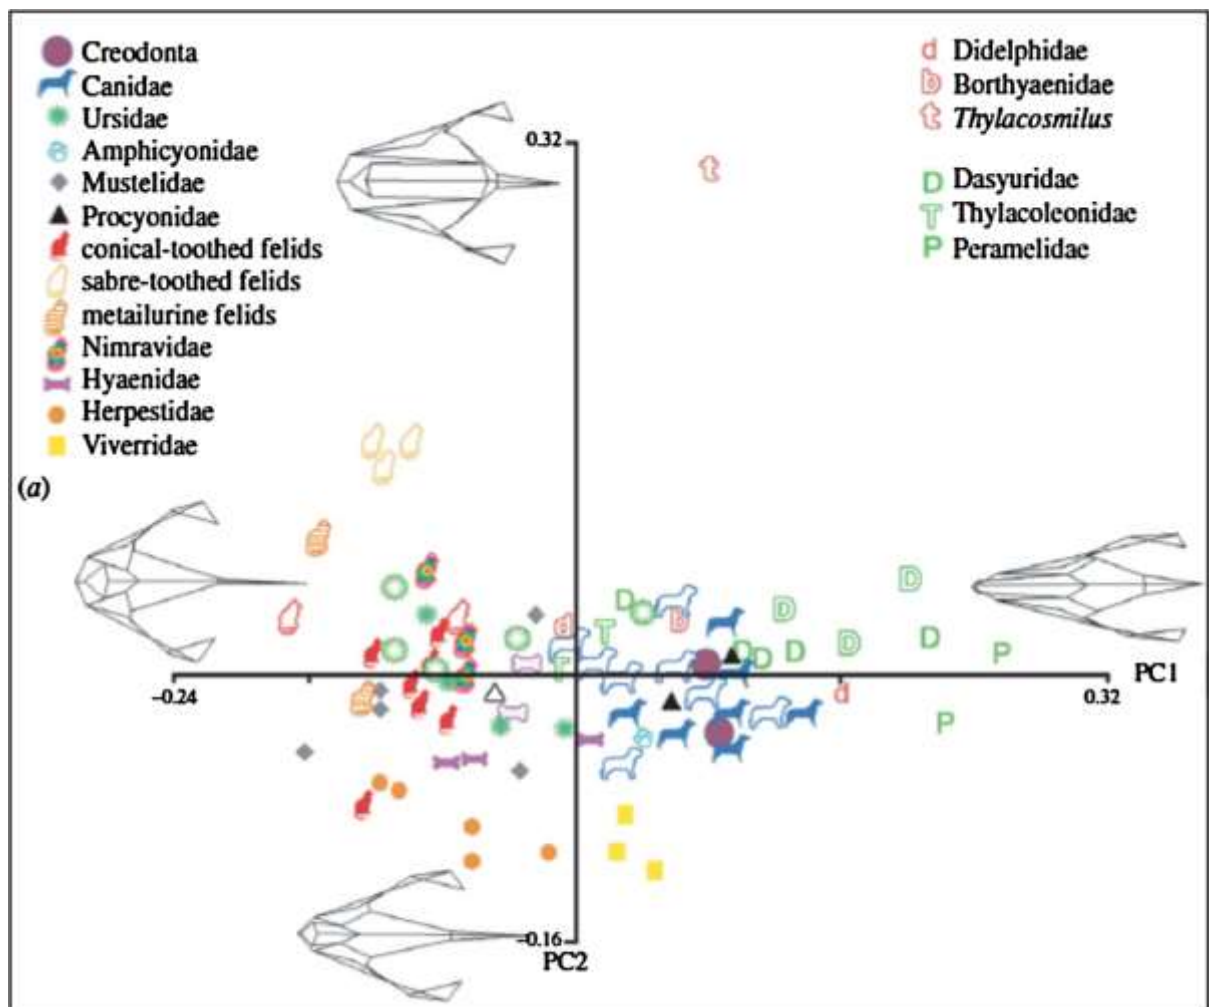 Creodonta
Canidae
Ursidae
Amphicyonidae
Mustelidae
Procyonidae
conical-toothed felids
sabre-toothed felids
metailurine felids
Nimravidae
Hyaenidae
Herpestidae
Viverridae
(a)
d Didelphidae
b Borthyaenidae
t Thylacosmilus
D Dasyuridae
T Thylacoleonidae
P Peramelidae
0.32
t
D
D
D
d
b
T
D
D
D
D
D
P
T
PC1
-0.24
0.32
d
P
-0.16
PC2